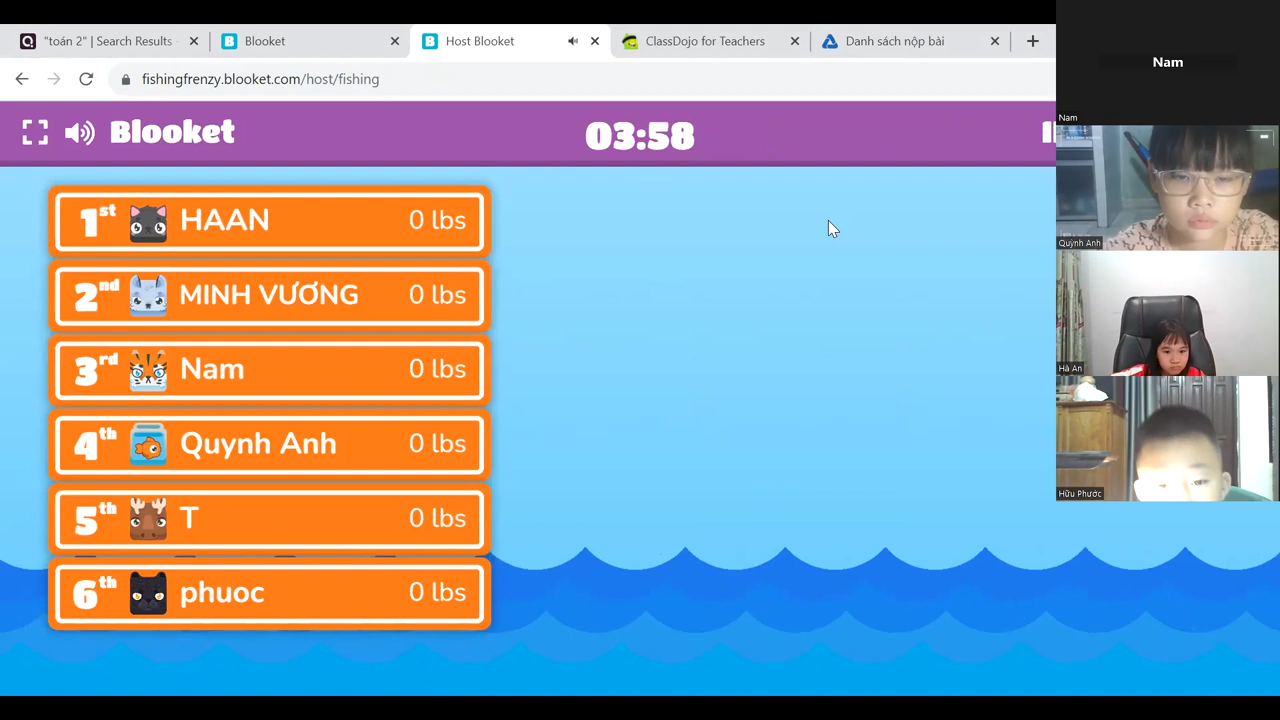 "toán 2" | Search Results -
Blooket
Host Blooket
ClassDojo for Teachers
Danh sách nộp bài
fishingfrenzy.blooket.com/host/fishing
Blooket
03:58
1st HAAN 0 lbs
2nd MINH VƯƠNG 0 lbs
3rd Nam 0 lbs
4th Quynh Anh 0 lbs
5th T 0 lbs
6th phuoc 0 lbs
Nam
Nam
Quỳnh Anh
Hà An
Hữu Phước